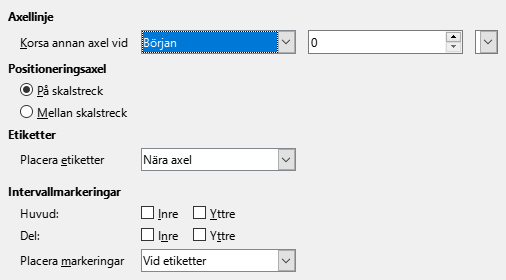 Axellinje
Korsa annan axel vid Början 0
Positioneringsaxel
På skalstreck
Mellan skalstreck
Etiketter
Placera etiketter Nära axel
Intervallmarkeringar
Huvud: Inre Yttre
Del: Inre Yttre
Placera markeringar Vid etiketter